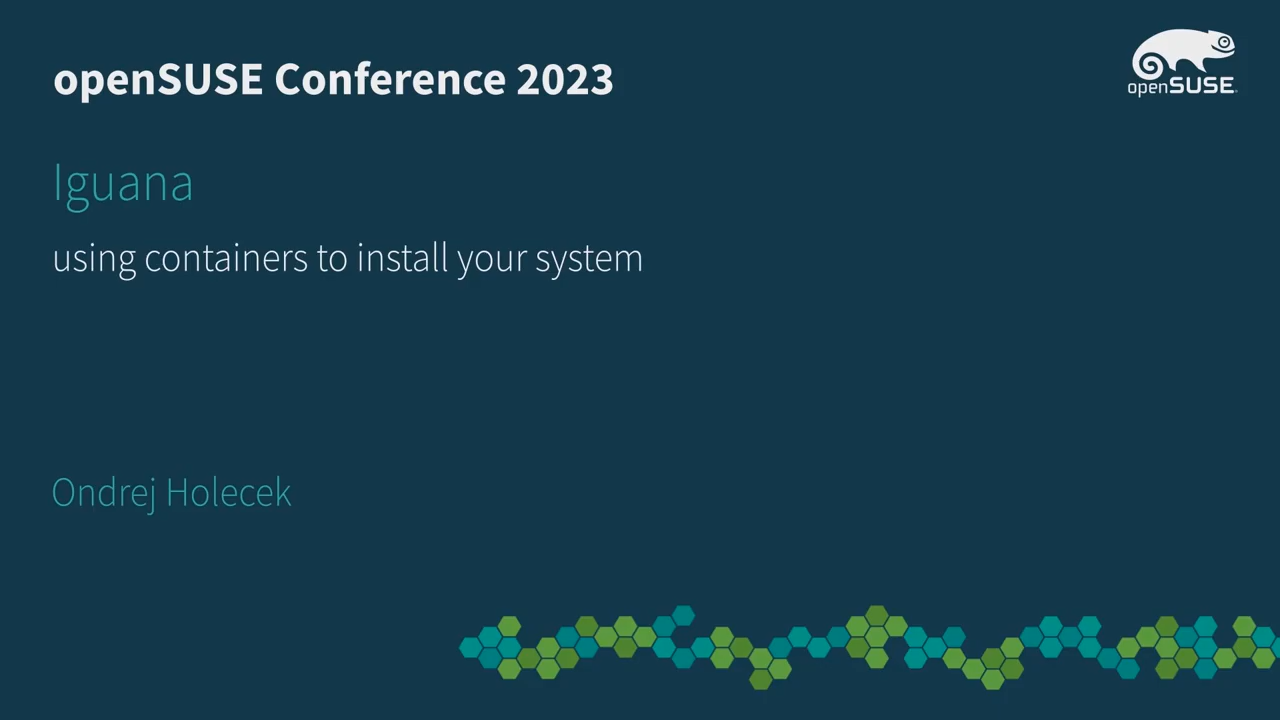 openSUSE Conference 2023
openSUSE
Iguana
using containers to install your system
Ondrej Holecek